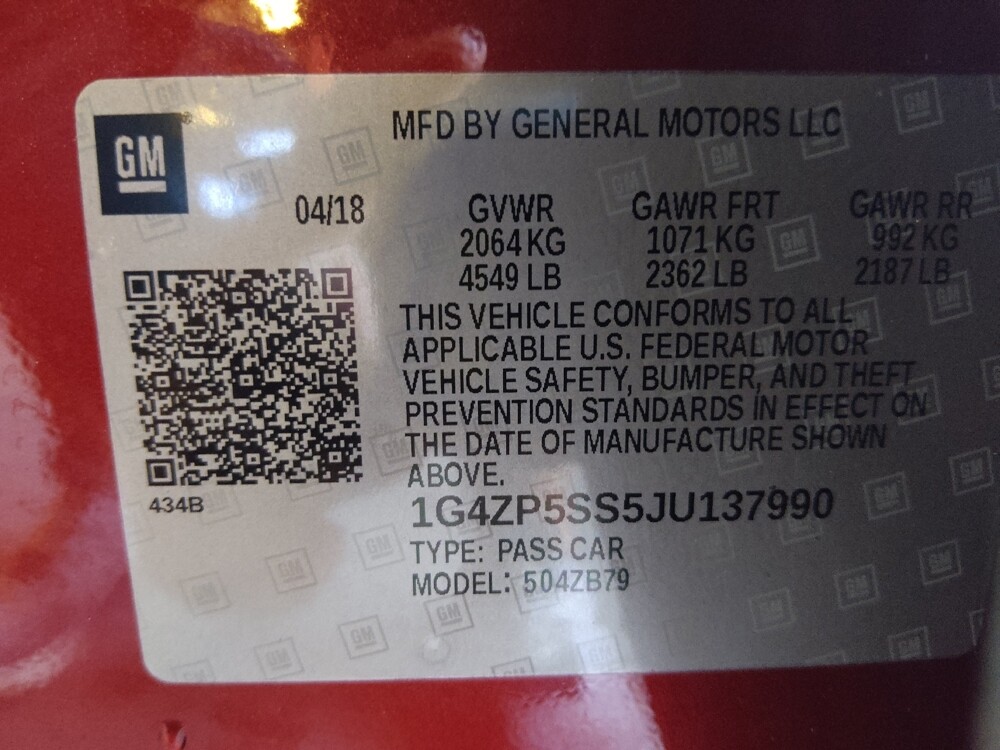 GM
MFD BY GENERAL MOTORS LLC
04/18 GVWR GAWR FRT GAWR RR
2064 KG 1071 KG 992 KG
4549 LB 2362 LB 2187 LB
THIS VEHICLE CONFORMS TO ALL
APPLICABLE U.S. FEDERAL MOTOR
VEHICLE SAFETY, BUMPER, AND THEFT
PREVENTION STANDARDS IN EFFECT ON
THE DATE OF MANUFACTURE SHOWN
ABOVE.
434B
1G4ZP5SS5JU137990
TYPE: PASS CAR
MODEL: 504ZB79